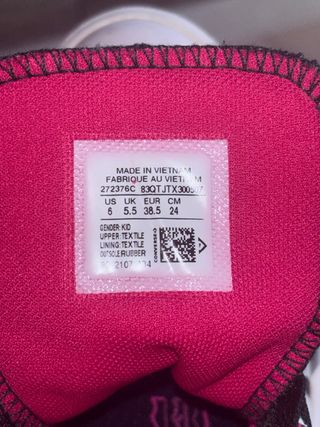 MADE IN VIETNAM
FABRIQUE AU VIETNAM
272376C 83QTJTX300507
US UK EUR CM
6 5.5 38.5 24
GENDER: KID
UPPER: TEXTILE
LINING: TEXTILE
OUTSOLE:RUBBER
CONVERSE